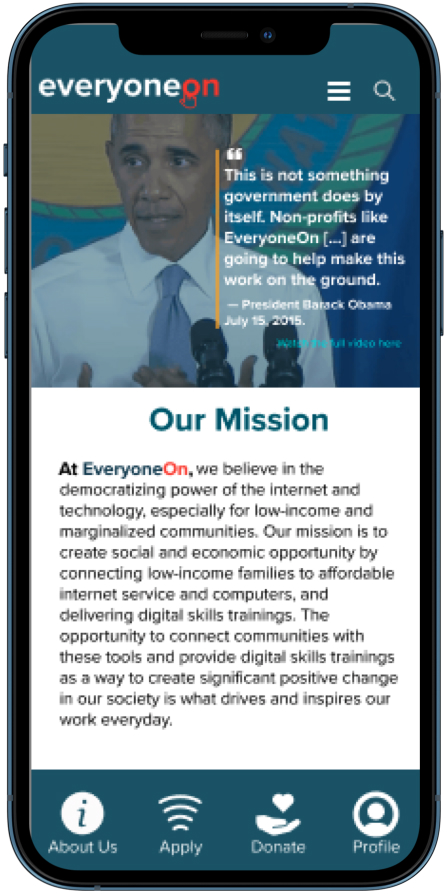 everyoneon
“
This is not something
government does by
itself. Non-profits like
EveryoneOn [...] are
going to help make this
work on the ground.
— President Barack Obama
July 15, 2015.
Watch the full video here
Our Mission
At EveryoneOn, we believe in the
democratizing power of the internet and
technology, especially for low-income and
marginalized communities. Our mission is to
create social and economic opportunity by
connecting low-income families to affordable
internet service and computers, and
delivering digital skills trainings. The
opportunity to connect communities with
these tools and provide digital skills trainings
as a way to create significant positive change
in our society is what drives and inspires our
work everyday.
i
About Us
Apply
Donate
Profile